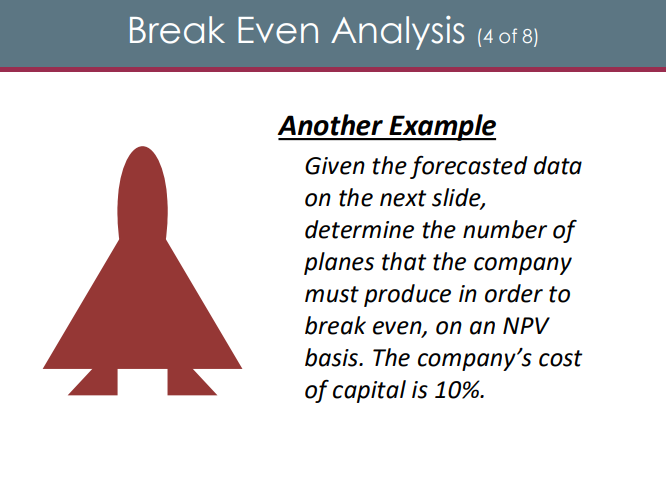 Break Even Analysis (4 of 8)
Another Example
Given the forecasted data
on the next slide,
determine the number of
planes that the company
must produce in order to
break even, on an NPV
basis. The company’s cost
of capital is 10%.